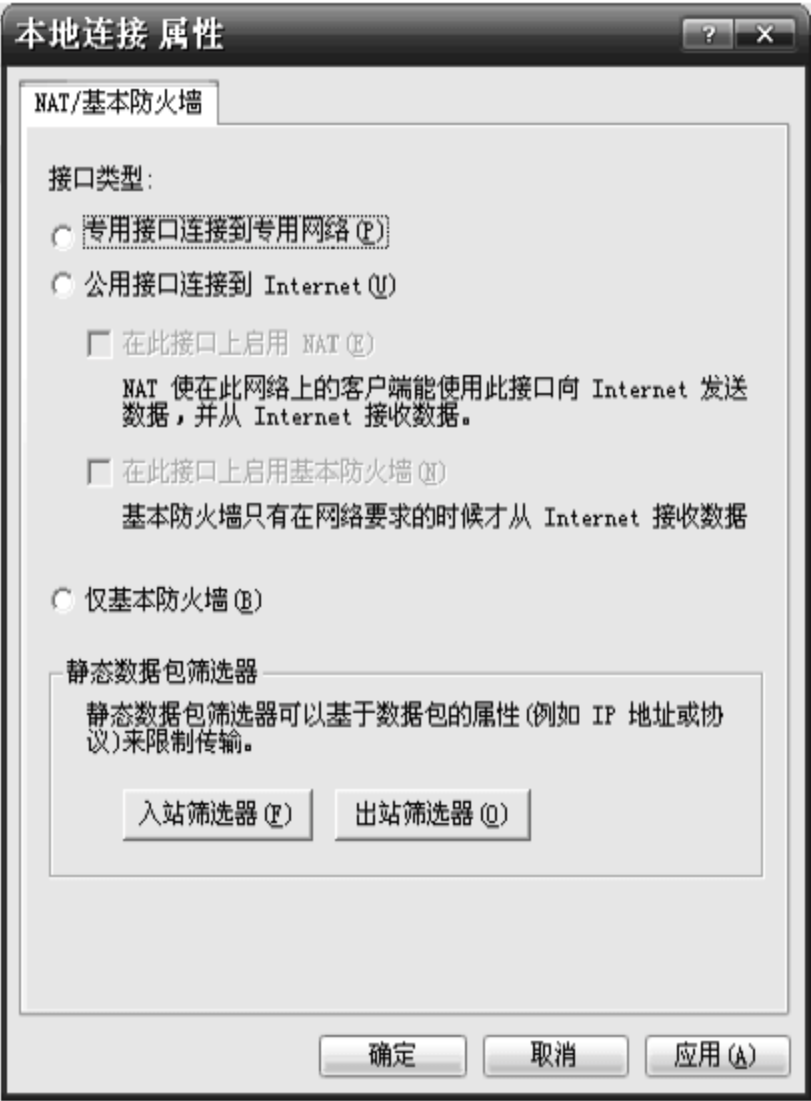 本地连接 属性
NAT/基本防火墙
接口类型:
专用接口连接到专用网络(P)
公用接口连接到 Internet(U)
在此接口上启用 NAT(E)
NAT 使在此网络上的客户端能使用此接口向 Internet 发送
数据,并从 Internet 接收数据。
在此接口上启用基本防火墙(N)
基本防火墙只有在网络要求的时候才从 Internet 接收数据
仅基本防火墙(B)
静态数据包筛选器
静态数据包筛选器可以基于数据包的属性(例如 IP 地址或协
议)来限制传输。
入站筛选器(F) 出站筛选器(O)
确定 取消 应用(A)